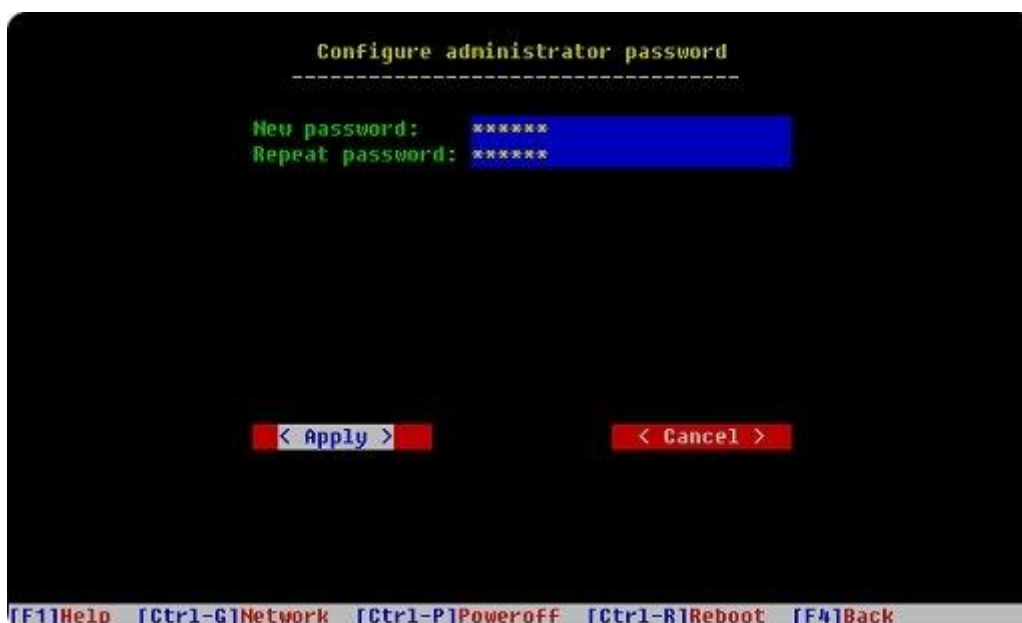 Configure administrator password
-----------------------------------
New password: ******
Repeat password: ******
< Apply > < Cancel >
[F1]Help [Ctrl-G]Network [Ctrl-P]Poweroff [Ctrl-R]Reboot [F4]Back